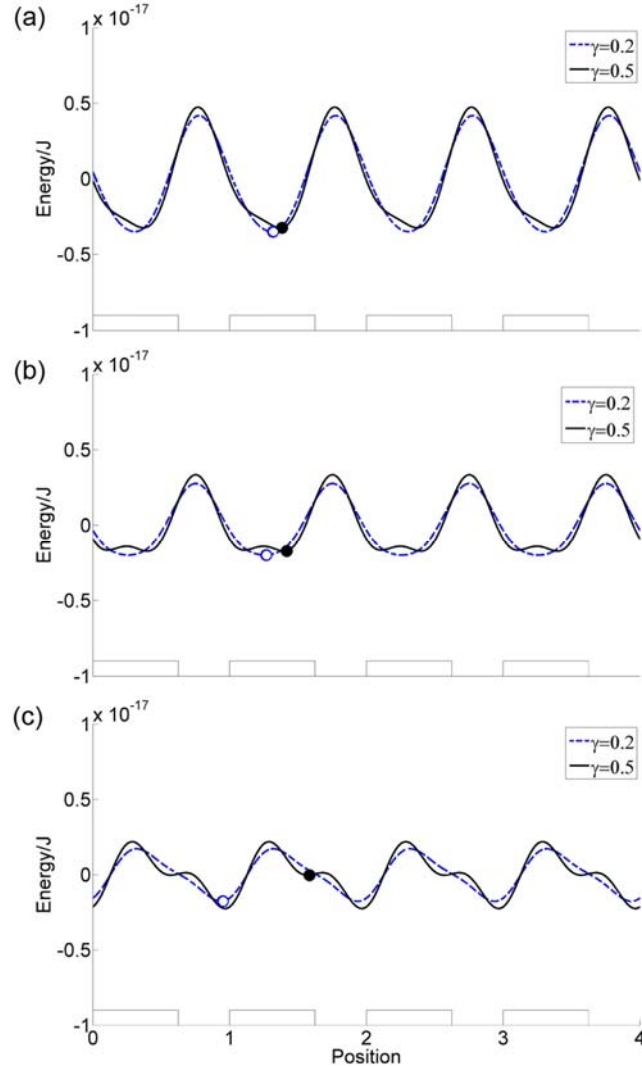 (a)
1 x 10-17
γ=0.2
γ=0.5
0.5
0
-0.5
-1
Energy/J
(b)
1 x 10-17
γ=0.2
γ=0.5
0.5
0
-0.5
-1
Energy/J
(c)
1 x 10-17
γ=0.2
γ=0.5
0.5
0
-0.5
-1
Energy/J
0 1 2 3 4
Position